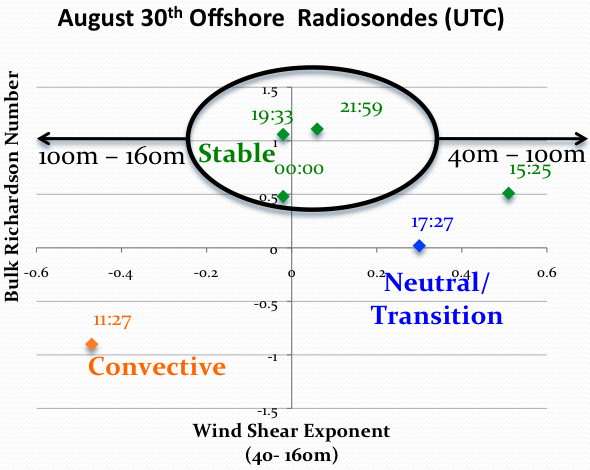 August 30th Offshore Radiosondes (UTC)
Bulk Richardson Number
1.5
19:33
21:59
1
100m – 160m
Stable
40m – 100m
00:00
15:25
0.5
17:27
0
-0.6
-0.4
-0.2
0
0.2
0.4
0.6
Neutral/
Transition
-0.5
11:27
-1
Convective
-1.5
Wind Shear Exponent
(40- 160m)